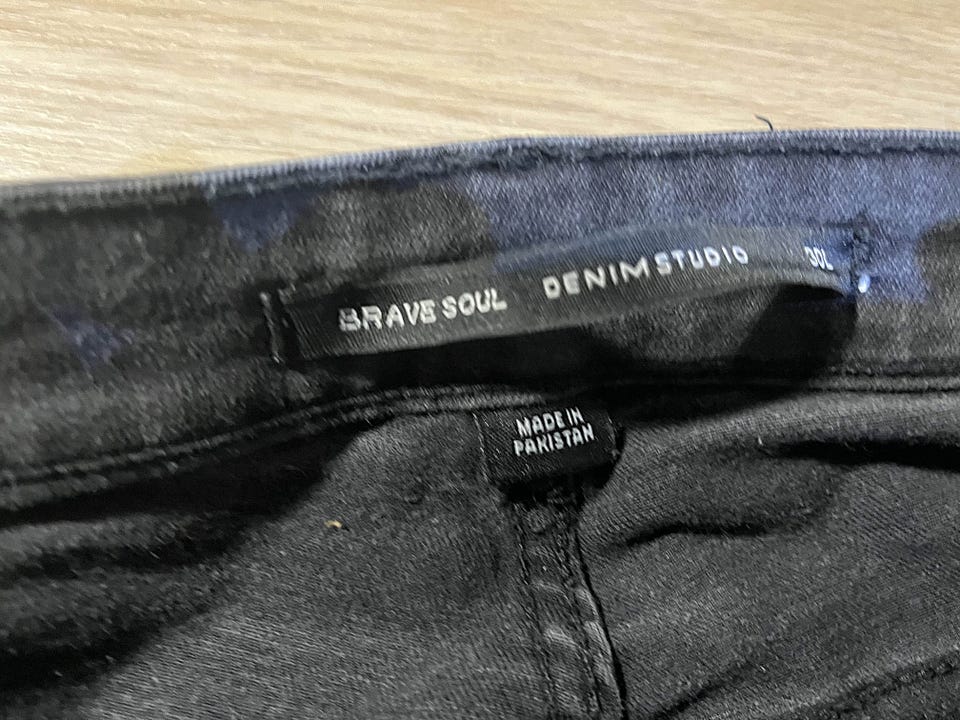 BRAVE SOUL DENIM STUDIO 30L
MADE IN
PAKISTAN